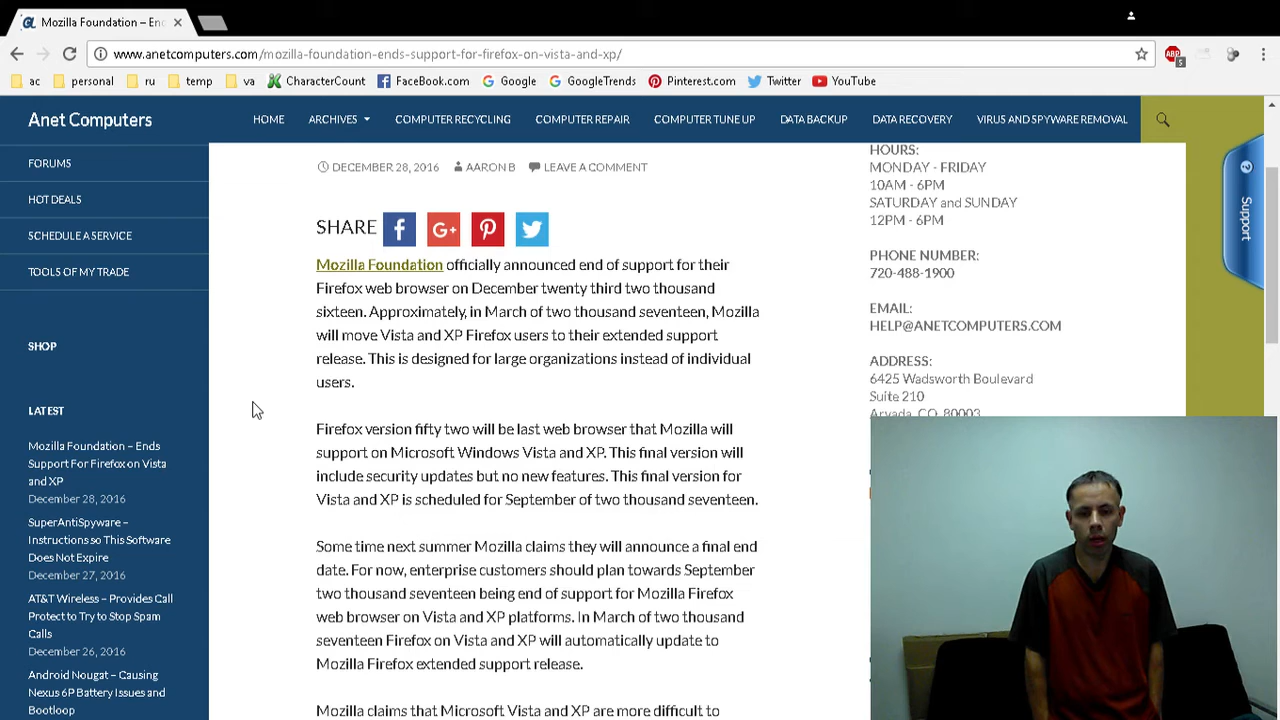 Mozilla Foundation – En
www.anetcomputers.com/mozilla-foundation-ends-support-for-firefox-on-vista-and-xp/
ac personal ru temp va CharacterCount FaceBook.com Google GoogleTrends Pinterest.com Twitter YouTube
Anet Computers
HOME ARCHIVES COMPUTER RECYCLING COMPUTER REPAIR COMPUTER TUNE UP DATA BACKUP DATA RECOVERY VIRUS AND SPYWARE REMOVAL
FORUMS
HOT DEALS
SCHEDULE A SERVICE
TOOLS OF MY TRADE
SHOP
LATEST
Mozilla Foundation – Ends
Support For Firefox on Vista
and XP
December 28, 2016
SuperAntiSpyware –
Instructions so This Software
Does Not Expire
December 27, 2016
AT&T Wireless – Provides Call
Protect to Try to Stop Spam
Calls
December 26, 2016
Android Nougat – Causing
Nexus 6P Battery Issues and
Bootloop
DECEMBER 28, 2016 AARON B LEAVE A COMMENT
SHARE
Mozilla Foundation officially announced end of support for their
Firefox web browser on December twenty third two thousand
sixteen. Approximately, in March of two thousand seventeen, Mozilla
will move Vista and XP Firefox users to their extended support
release. This is designed for large organizations instead of individual
users.
Firefox version fifty two will be last web browser that Mozilla will
support on Microsoft Windows Vista and XP. This final version will
include security updates but no new features. This final version for
Vista and XP is scheduled for September of two thousand seventeen.
Some time next summer Mozilla claims they will announce a final end
date. For now, enterprise customers should plan towards September
two thousand seventeen being end of support for Mozilla Firefox
web browser on Vista and XP platforms. In March of two thousand
seventeen Firefox on Vista and XP will automatically update to
Mozilla Firefox extended support release.
Mozilla claims that Microsoft Vista and XP are more difficult to
HOURS:
MONDAY - FRIDAY
10AM - 6PM
SATURDAY and SUNDAY
12PM - 6PM
PHONE NUMBER:
720-488-1900
EMAIL:
HELP@ANETCOMPUTERS.COM
ADDRESS:
6425 Wadsworth Boulevard
Suite 210
Arvada, CO, 80003
Support
ABP
5